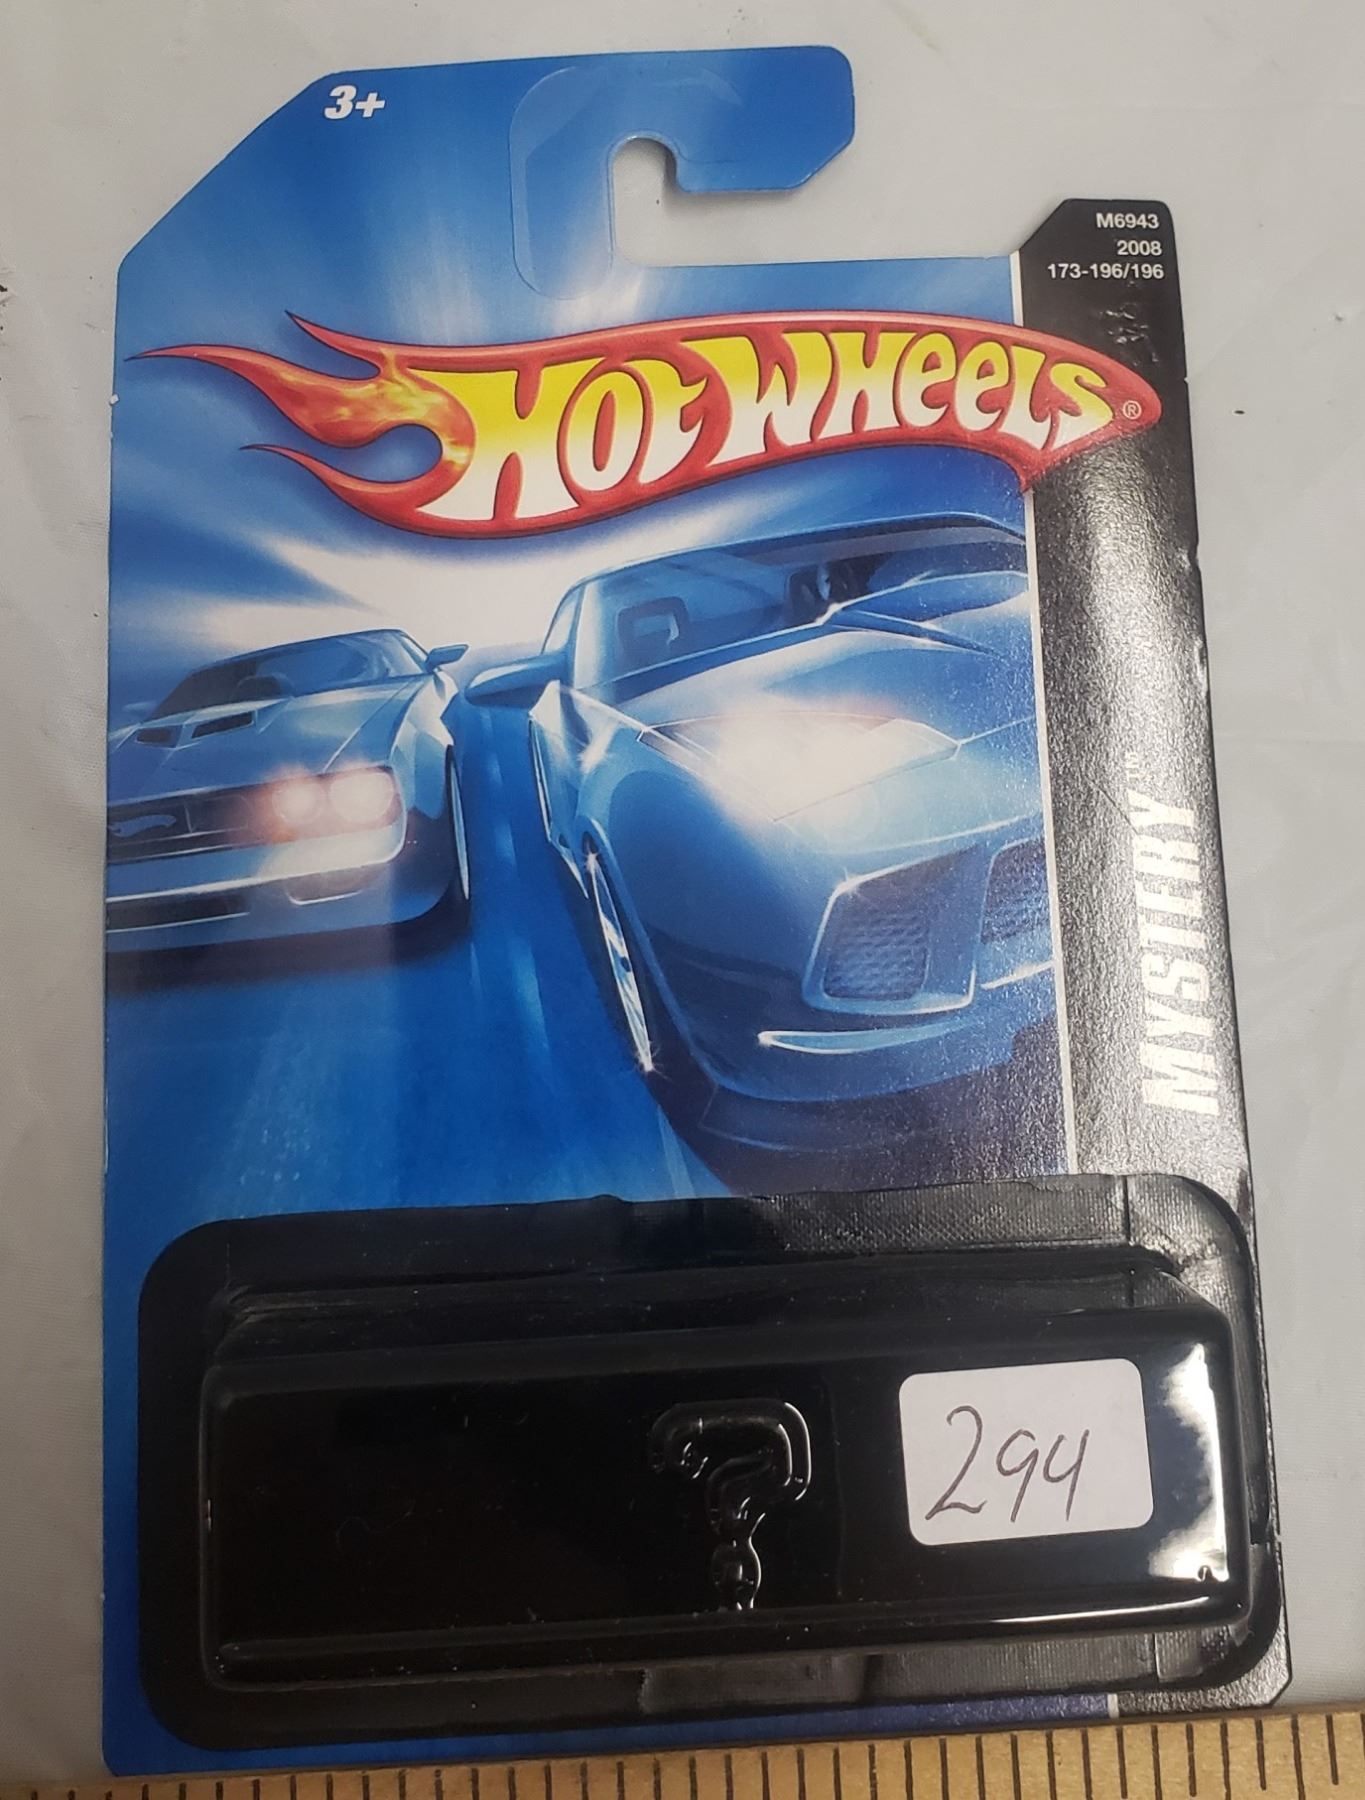 3+
M6943
2008
173-196/196
HOT WHEELS®
MYSTERY™
?
294